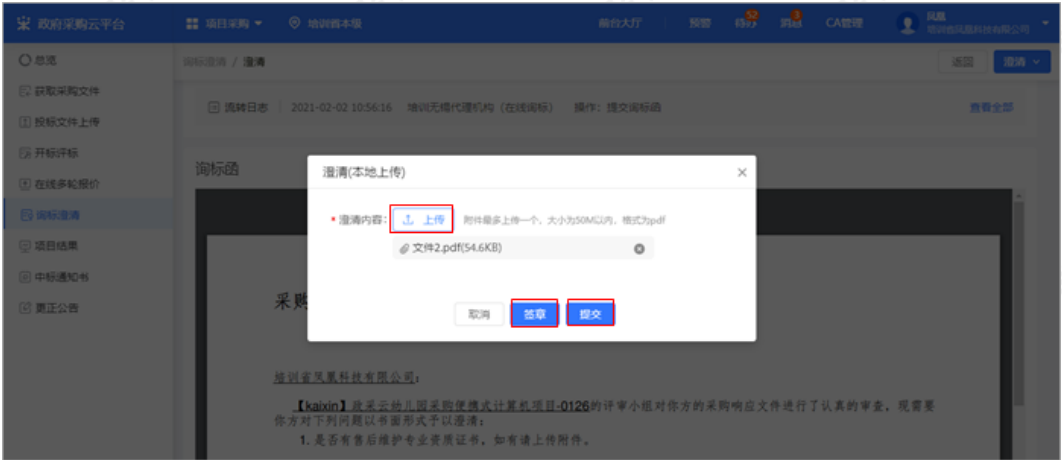 政府采购云平台
项目采购
培训省本级
前台大厅
预警
待办
52
消息
3
CA管理
凤凰
培训省凤凰科技有限公司
总览
获取采购文件
投标文件上传
开标评标
在线多轮报价
询标澄清
项目结果
中标通知书
更正公告
询标澄清 / 澄清
返回
澄清
流转日志
2021-02-02 10:56:16 培训无锡代理机构（在线询标） 操作：提交询标函
查看全部
询标函
澄清(本地上传)
* 澄清内容：
上传
附件最多上传一个，大小为50M以内，格式为pdf
文件2.pdf(54.6KB)
取消
签章
提交
采购
培训省凤凰科技有限公司：
【kaixin】政采云幼儿园采购便携式计算机项目-0126的评审小组对你方的采购响应文件进行了认真的审查，现需要
你方对下列问题以书面形式予以澄清：
1. 是否有售后维护专业资质证书，如有请上传附件。